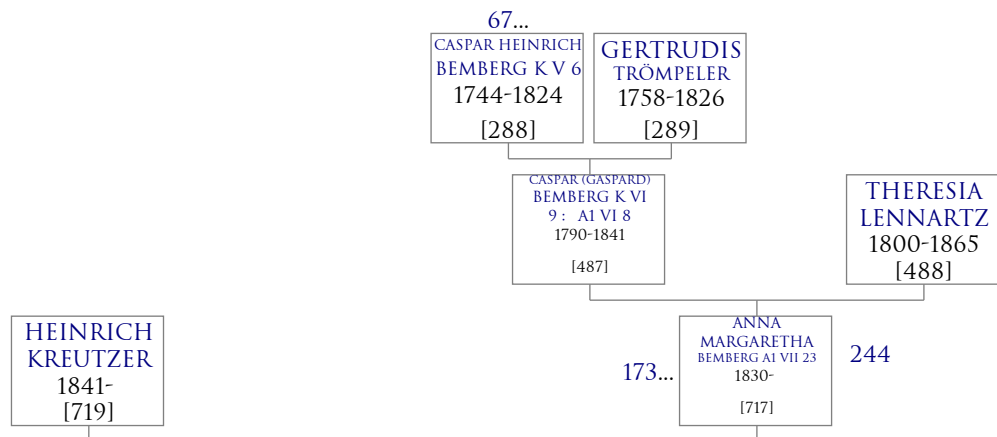 67...
CASPAR HEINRICH
BEMBERG K V 6
1744-1824
[288]
GERTRUDIS
TRÖMPELER
1758-1826
[289]
CASPAR (GASPARD)
BEMBERG K VI
9 : A1 VI 8
1790-1841
[487]
THERESIA
LENNARTZ
1800-1865
[488]
HEINRICH
KREUTZER
1841-
[719]
173...
ANNA
MARGARETHA
BEMBERG A1 VII 23
1830-
[717]
244